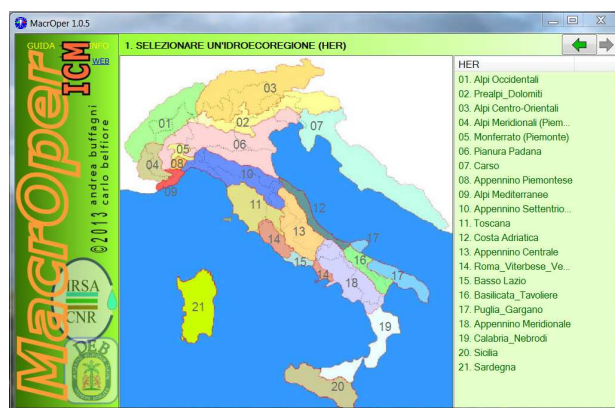 MacrOper 1.0.5
GUIDA
INFO
WEB
1. SELEZIONARE UN'IDROECOREGIONE (HER)
MacrOper
ICM
©2013 andrea buffagni
carlo belfiore
IRSA
CNR
DEB
03
01
02
07
04
05
06
08
09
10
11
12
13
14
17
16
15
14
18
17
21
19
20
HER
01. Alpi Occidentali
02. Prealpi_Dolomiti
03. Alpi Centro-Orientali
04. Alpi Meridionali (Piem...
05. Monferrato (Piemonte)
06. Pianura Padana
07. Carso
08. Appennino Piemontese
09. Alpi Mediterranee
10. Appennino Settentrio...
11. Toscana
12. Costa Adriatica
13. Appennino Centrale
14. Roma_Viterbese_Ve...
15. Basso Lazio
16. Basilicata_Tavoliere
17. Puglia_Gargano
18. Appennino Meridionale
19. Calabria_Nebrodi
20. Sicilia
21. Sardegna